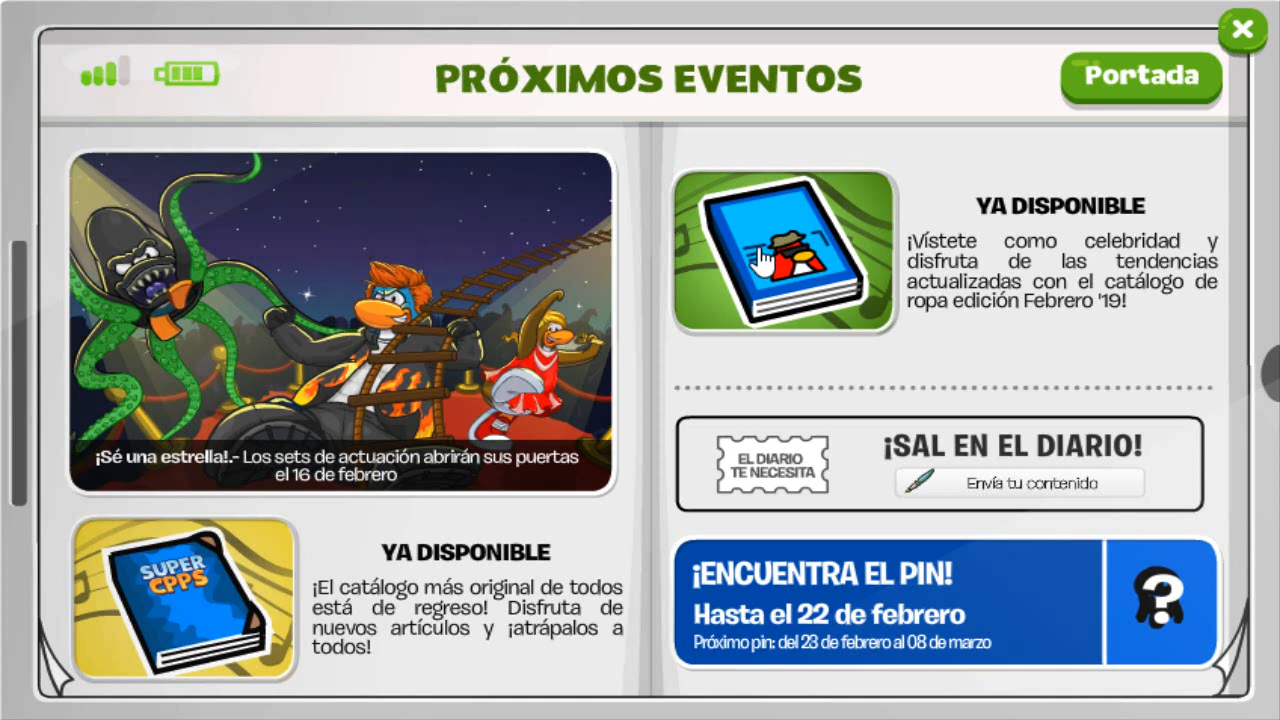 PRÓXIMOS EVENTOS
Portada
¡Sé una estrella!.- Los sets de actuación abrirán sus puertas
el 16 de febrero
SUPER
CPPS
YA DISPONIBLE
¡El catálogo más original de todos
está de regreso! Disfruta de
nuevos artículos y ¡atrápalos a
todos!
YA DISPONIBLE
¡Vístete como celebridad y
disfruta de las tendencias
actualizadas con el catálogo de
ropa edición Febrero '19!
EL DIARIO
TE NECESITA
¡SAL EN EL DIARIO!
Envía tu contenido
¡ENCUENTRA EL PIN!
Hasta el 22 de febrero
Próximo pin: del 23 de febrero al 08 de marzo
?